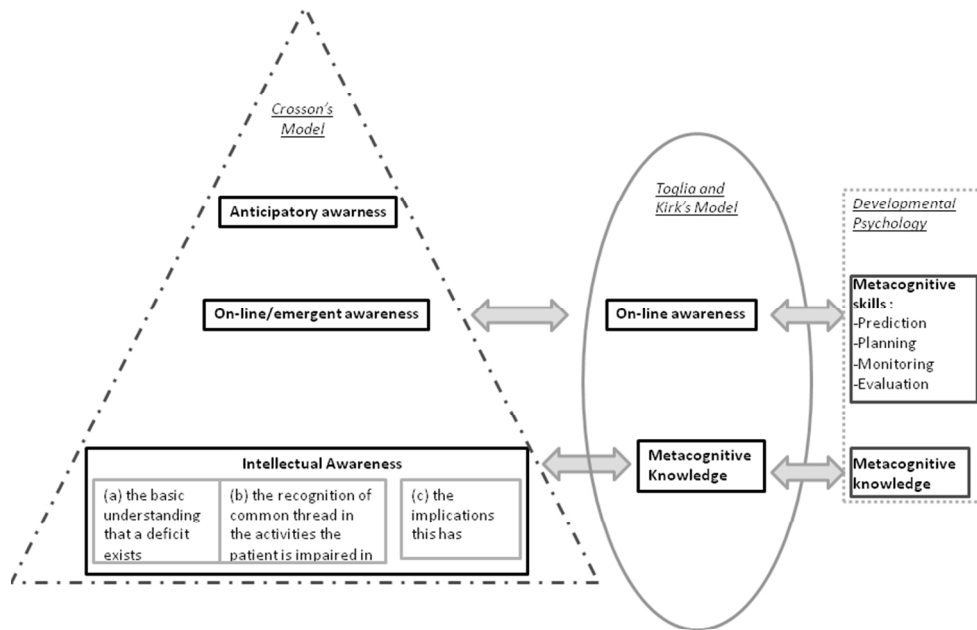 Crosson's
Model
Anticipatory awarness
On-line/emergent awareness
Intellectual Awareness
(a) the basic
understanding
that a deficit
exists
(b) the recognition of
common thread in
the activities the
patient is impaired in
(c) the
implications
this has
Toglia and
Kirk's Model
On-line awareness
Metacognitive
Knowledge
Developmental
Psychology
Metacognitive
skills :
-Prediction
-Planning
-Monitoring
-Evaluation
Metacognitive
knowledge